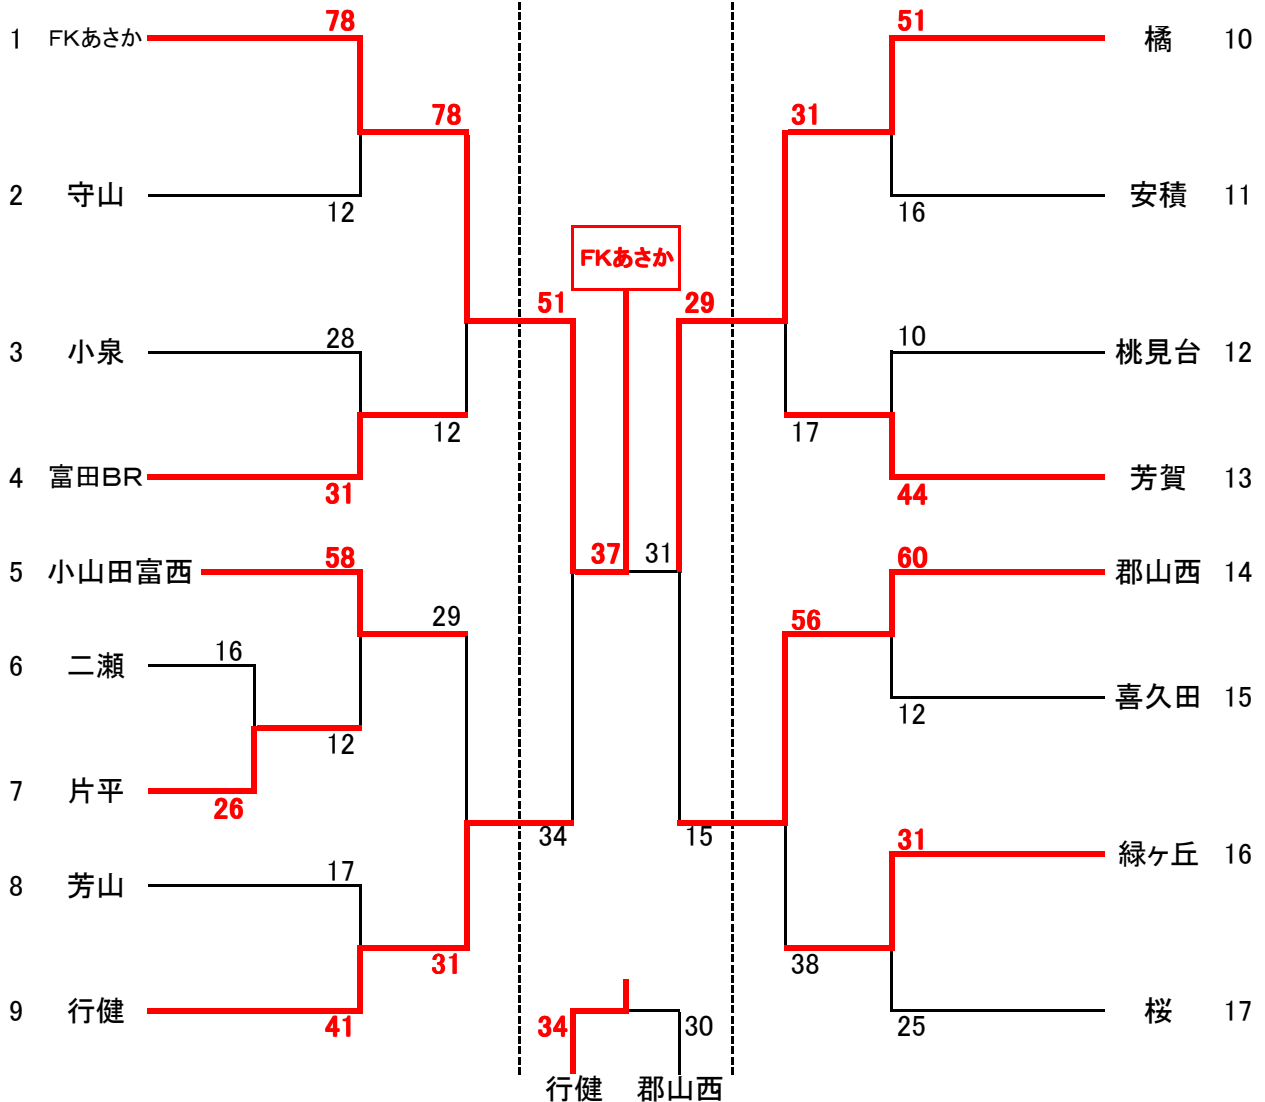 78
1 FKあさか
78
2 守山
12
3 小泉
28
12
4 富田BR
31
5 小山田富西
58
29
6 二瀬
16
12
7 片平
26
8 芳山
17
31
9 行健
41
FKあさか
51
29
37
31
34
15
34
30
行健
郡山西
51
橘 10
31
安積 11
16
10
桃見台 12
17
芳賀 13
44
60
郡山西 14
56
喜久田 15
12
31
緑ヶ丘 16
38
桜 17
25